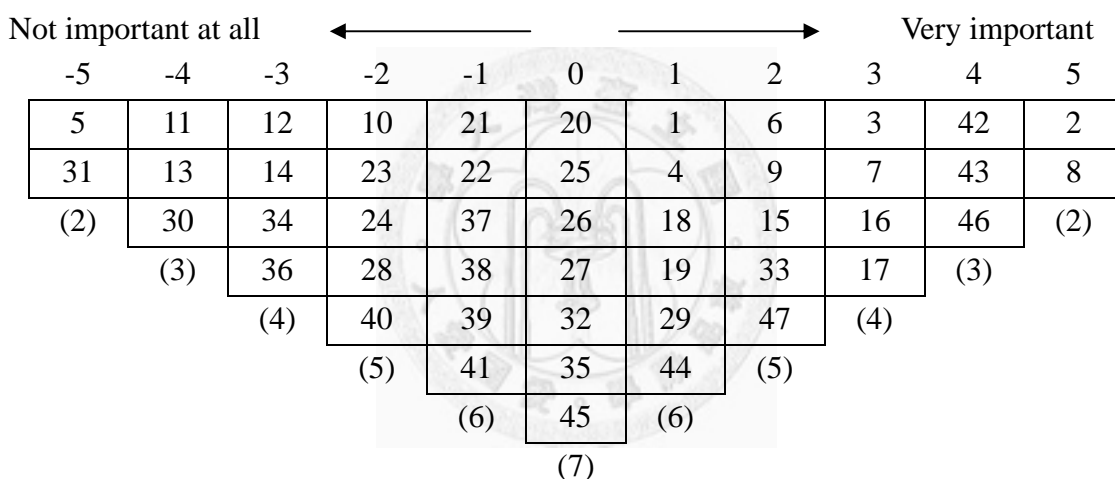 Not important at all Very important
-5 -4 -3 -2 -1 0 1 2 3 4 5
5 11 12 10 21 20 1 6 3 42 2
31 13 14 23 22 25 4 9 7 43 8
(2) 30 34 24 37 26 18 15 16 46 (2)
(3) 36 28 38 27 19 33 17 (3)
(4) 40 39 32 29 47 (4)
(5) 41 35 44 (5)
(6) 45 (6)
(7)